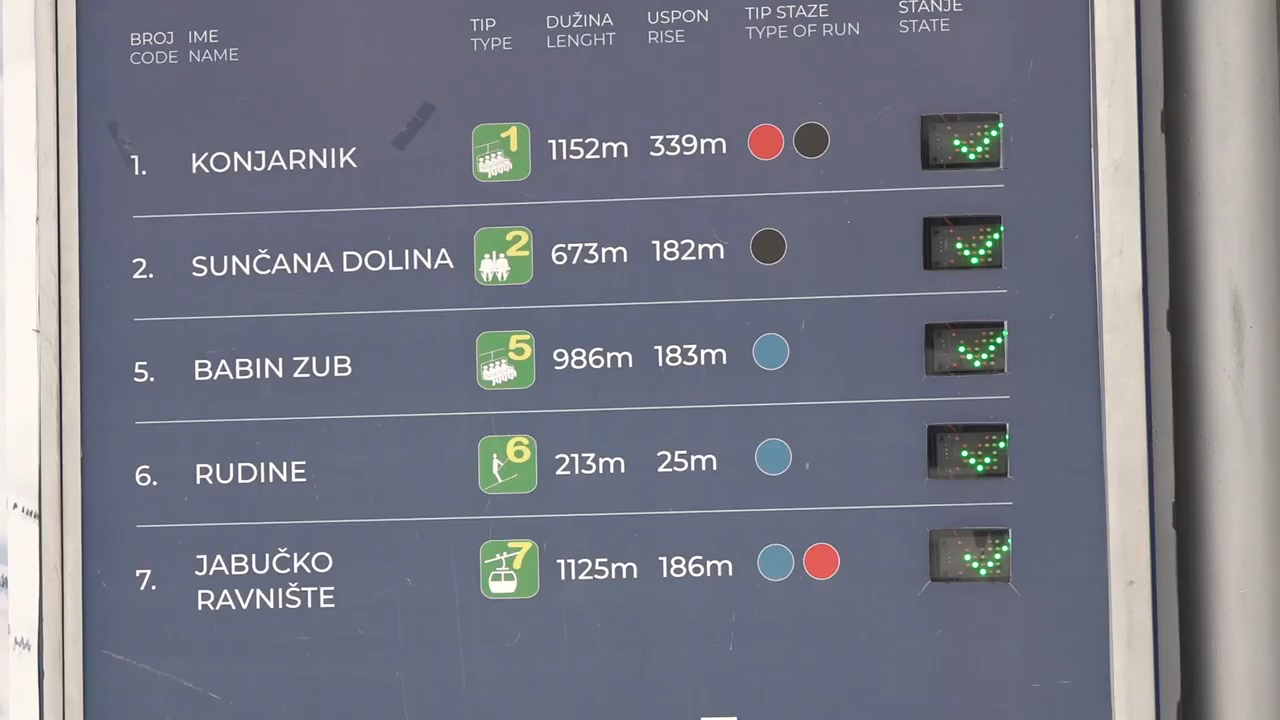 BROJ IME TIP DUŽINA USPON TIP STAZE STANJE
CODE NAME TYPE LENGHT RISE TYPE OF RUN STATE
1. KONJARNIK 1 1152m 339m
2. SUNČANA DOLINA 2 673m 182m
5. BABIN ZUB 5 986m 183m
6. RUDINE 6 213m 25m
7. JABUČKO RAVNIŠTE 7 1125m 186m